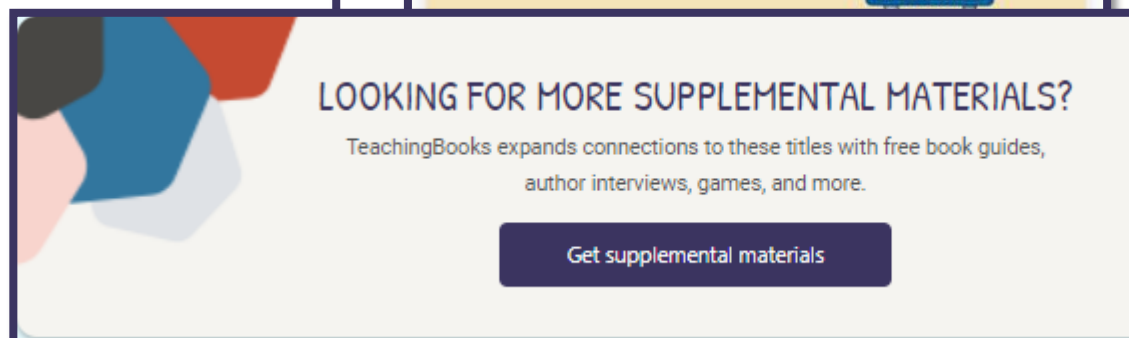 LOOKING FOR MORE SUPPLEMENTAL MATERIALS?
TeachingBooks expands connections to these titles with free book guides,
author interviews, games, and more.
Get supplemental materials